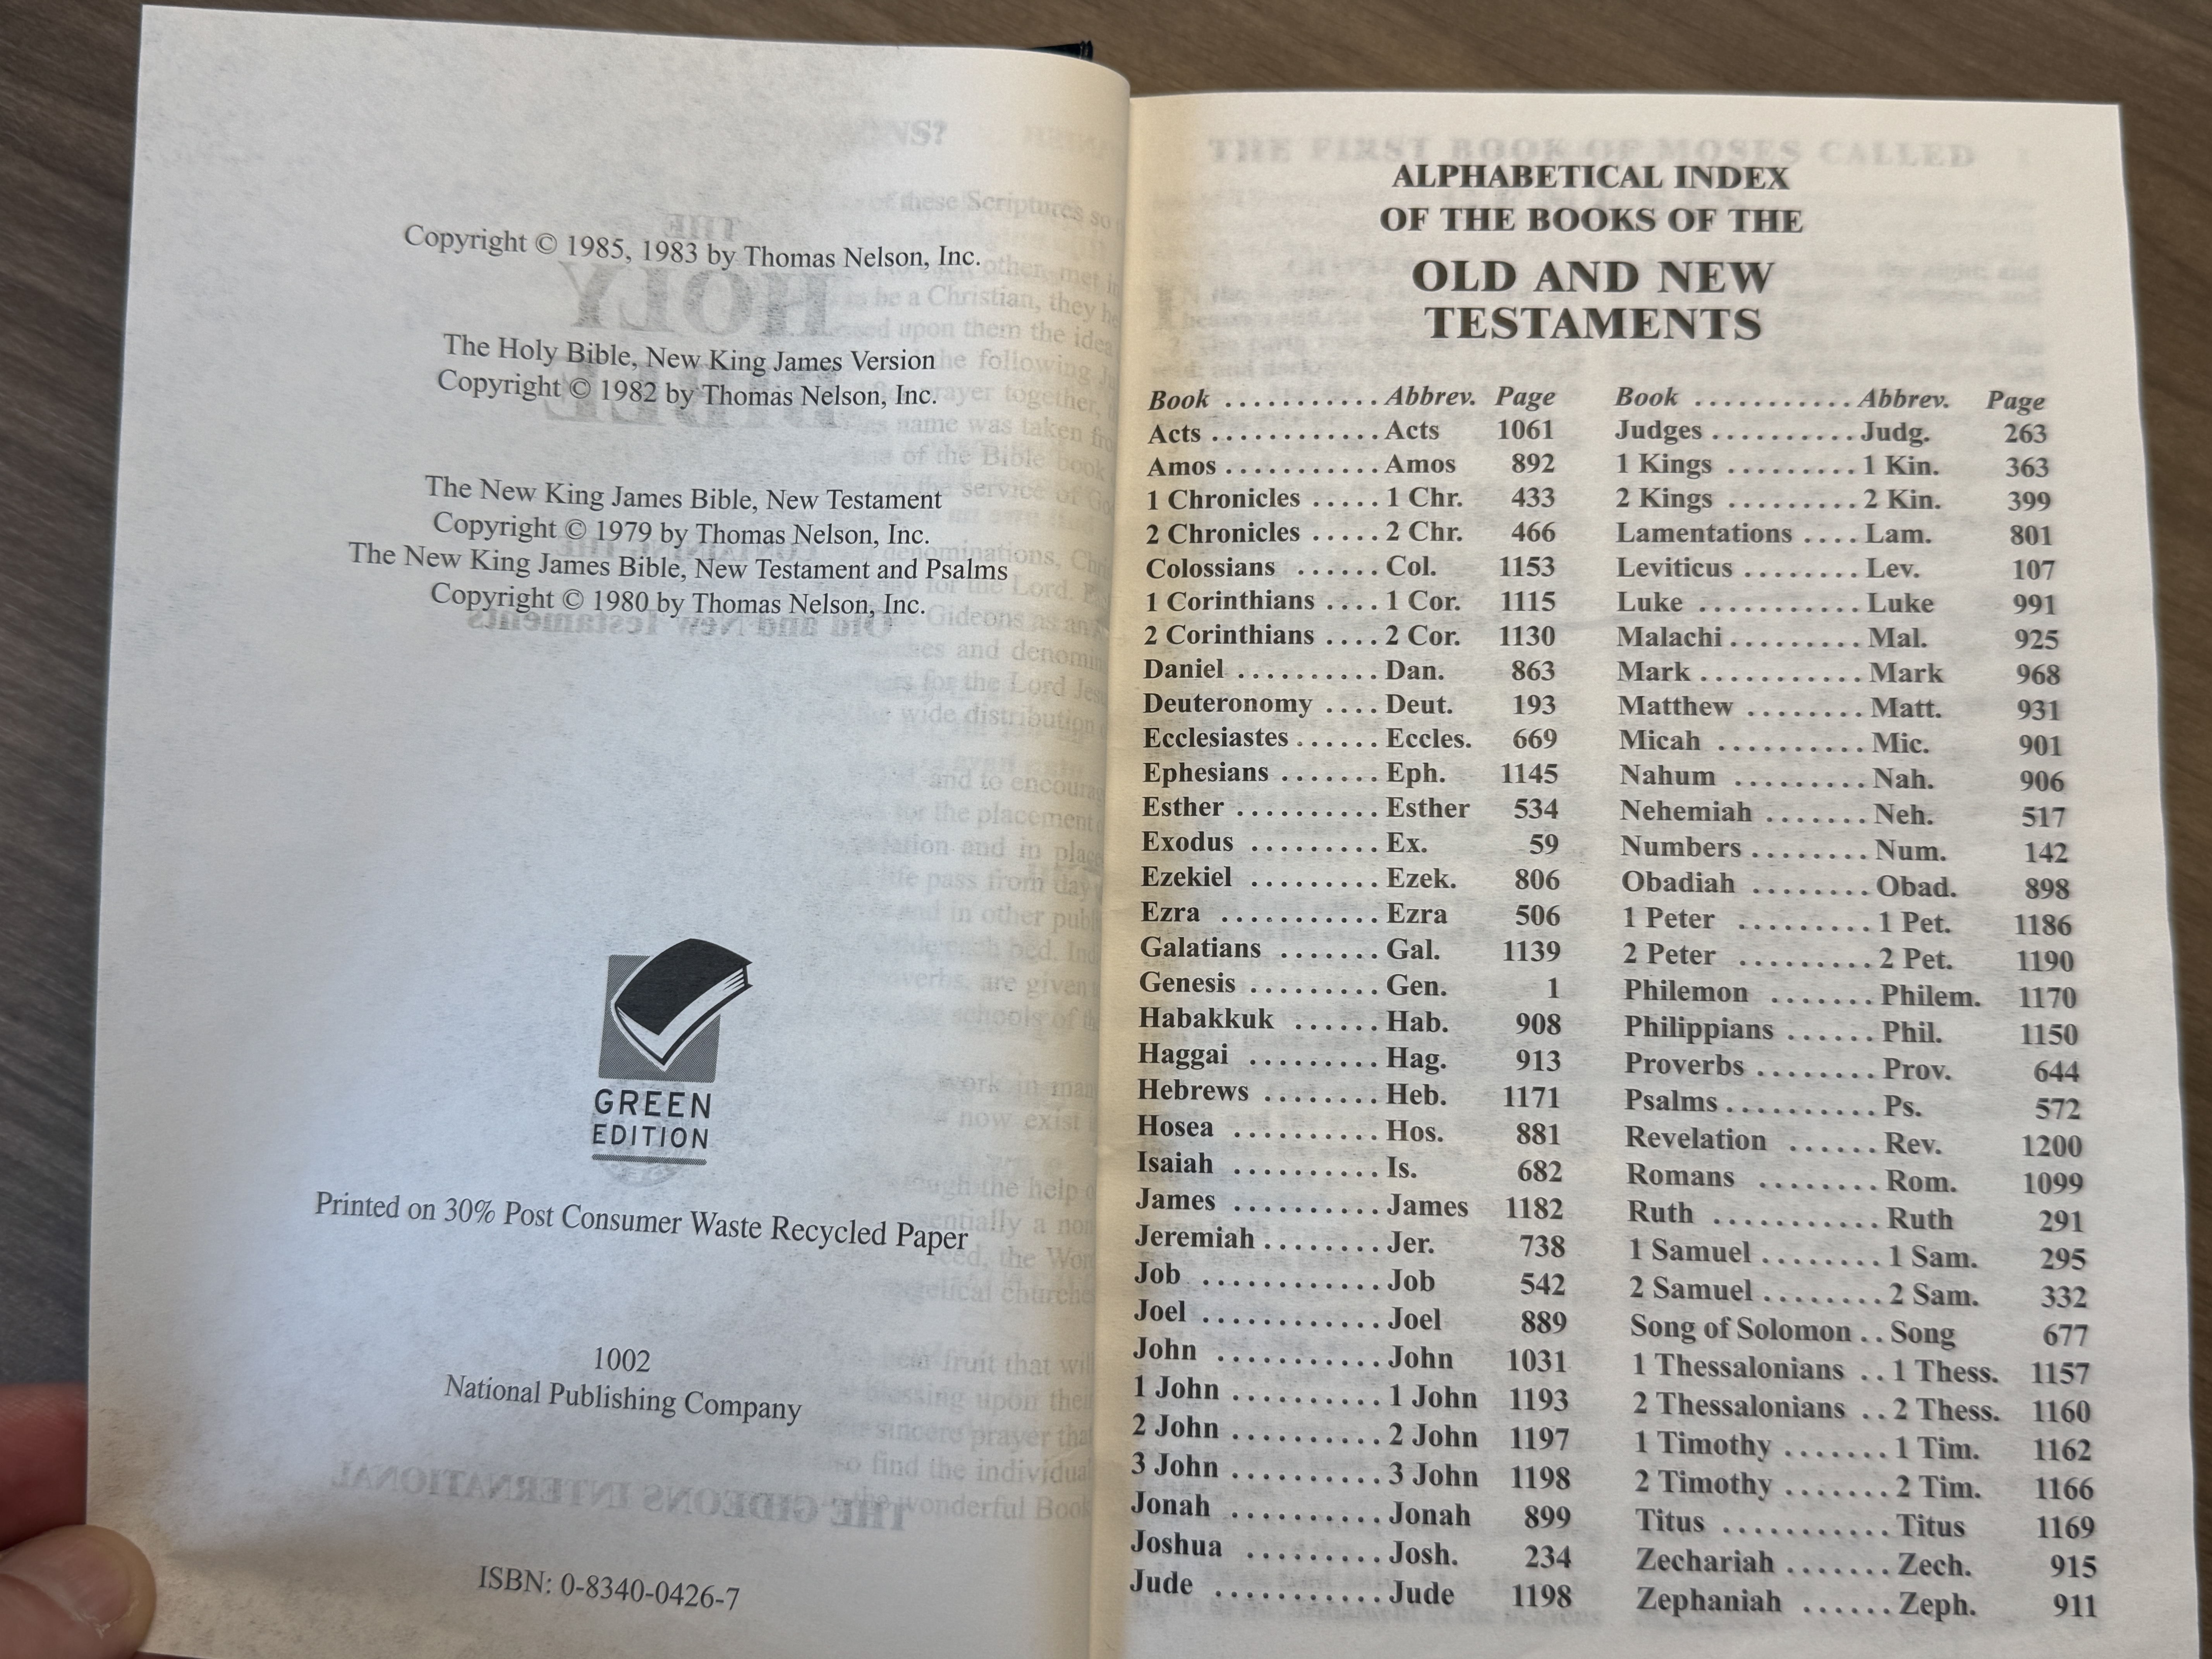 Copyright © 1985, 1983 by Thomas Nelson, Inc.
The Holy Bible, New King James Version
Copyright © 1982 by Thomas Nelson, Inc.
The New King James Bible, New Testament
Copyright © 1979 by Thomas Nelson, Inc.
The New King James Bible, New Testament and Psalms
Copyright © 1980 by Thomas Nelson, Inc.
GREEN
EDITION
Printed on 30% Post Consumer Waste Recycled Paper
1002
National Publishing Company
ISBN: 0-8340-0426-7
ALPHABETICAL INDEX
OF THE BOOKS OF THE
OLD AND NEW
TESTAMENTS
Book ............ Abbrev. Page
Acts ............ Acts 1061
Amos ........... Amos 892
1 Chronicles ..... 1 Chr. 433
2 Chronicles ..... 2 Chr. 466
Colossians ...... Col. 1153
1 Corinthians .... 1 Cor. 1115
2 Corinthians .... 2 Cor. 1130
Daniel .......... Dan. 863
Deuteronomy .... Deut. 193
Ecclesiastes ...... Eccles. 669
Ephesians ....... Eph. 1145
Esther .......... Esther 534
Exodus ......... Ex. 59
Ezekiel ......... Ezek. 806
Ezra ........... Ezra 506
Galatians ....... Gal. 1139
Genesis ......... Gen. 1
Habakkuk ...... Hab. 908
Haggai ......... Hag. 913
Hebrews ........ Heb. 1171
Hosea .......... Hos. 881
Isaiah .......... Is. 682
James .......... James 1182
Jeremiah ........ Jer. 738
Job ............ Job 542
Joel ............ Joel 889
John ........... John 1031
1 John .......... 1 John 1193
2 John .......... 2 John 1197
3 John .......... 3 John 1198
Jonah .......... Jonah 899
Joshua ......... Josh. 234
Jude ........... Jude 1198
Book ........... Abbrev. Page
Judges .......... Judg. 263
1 Kings ......... 1 Kin. 363
2 Kings ......... 2 Kin. 399
Lamentations .... Lam. 801
Leviticus ........ Lev. 107
Luke ........... Luke 991
Malachi ......... Mal. 925
Mark ........... Mark 968
Matthew ........ Matt. 931
Micah .......... Mic. 901
Nahum ......... Nah. 906
Nehemiah ....... Neh. 517
Numbers ........ Num. 142
Obadiah ........ Obad. 898
1 Peter ......... 1 Pet. 1186
2 Peter ......... 2 Pet. 1190
Philemon ....... Philem. 1170
Philippians ...... Phil. 1150
Proverbs ........ Prov. 644
Psalms .......... Ps. 572
Revelation ...... Rev. 1200
Romans ........ Rom. 1099
Ruth ........... Ruth 291
1 Samuel ........ 1 Sam. 295
2 Samuel ........ 2 Sam. 332
Song of Solomon .. Song 677
1 Thessalonians .. 1 Thess. 1157
2 Thessalonians .. 2 Thess. 1160
1 Timothy ....... 1 Tim. 1162
2 Timothy ....... 2 Tim. 1166
Titus ........... Titus 1169
Zechariah ....... Zech. 915
Zephaniah ...... Zeph. 911